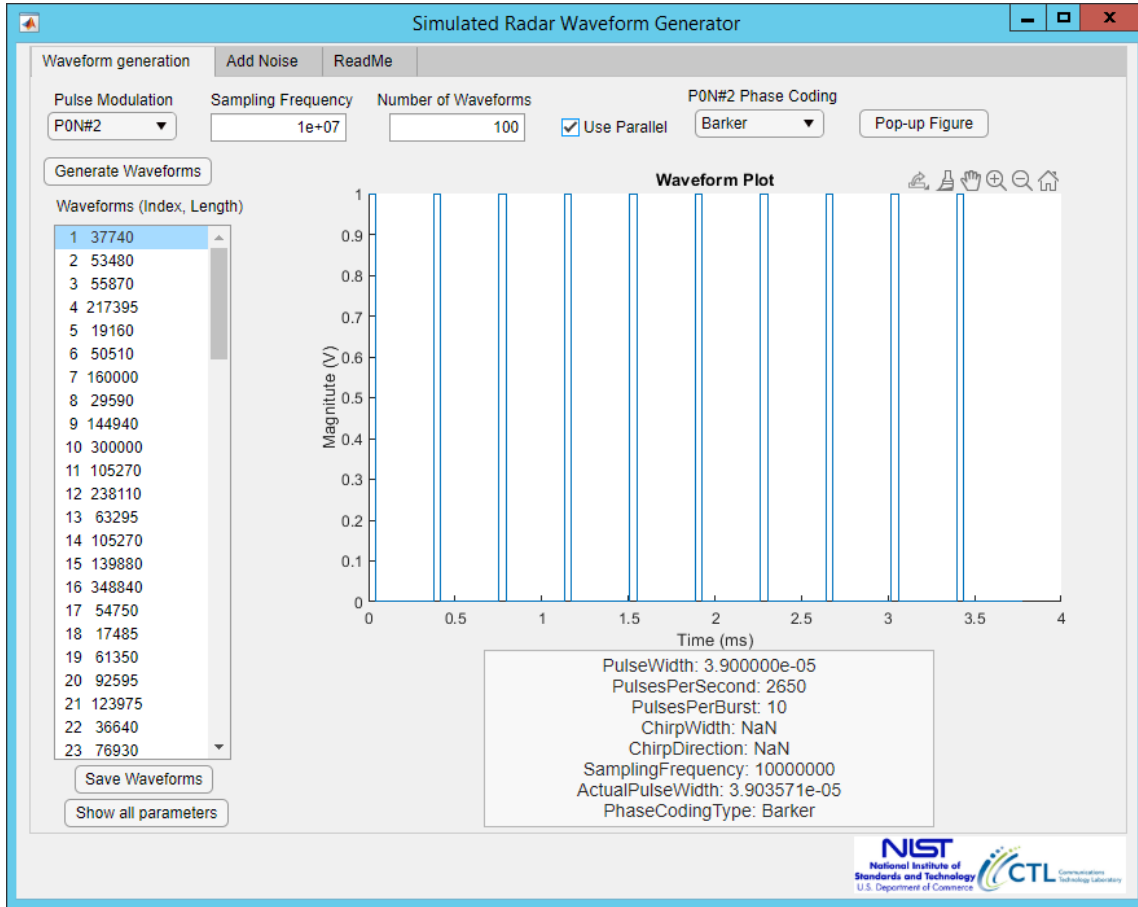 Simulated Radar Waveform Generator
Waveform generation Add Noise ReadMe
Pulse Modulation Sampling Frequency Number of Waveforms P0N#2 Phase Coding
P0N#2 1e+07 100 Use Parallel Barker Pop-up Figure
Generate Waveforms
Waveforms (Index, Length)
1 37740
2 53480
3 55870
4 217395
5 19160
6 50510
7 160000
8 29590
9 144940
10 300000
11 105270
12 238110
13 63295
14 105270
15 139880
16 348840
17 54750
18 17485
19 61350
20 92595
21 123975
22 36640
23 76930
Save Waveforms
Show all parameters
Waveform Plot
Magnitude (V)
1
0.9
0.8
0.7
0.6
0.5
0.4
0.3
0.2
0.1
0
0 0.5 1 1.5 2 2.5 3 3.5 4
Time (ms)
PulseWidth: 3.900000e-05
PulsesPerSecond: 2650
PulsesPerBurst: 10
ChirpWidth: NaN
ChirpDirection: NaN
SamplingFrequency: 10000000
ActualPulseWidth: 3.903571e-05
PhaseCodingType: Barker
NIST
National Institute of
Standards and Technology
U.S. Department of Commerce
CTL
Communications
Technology Laboratory